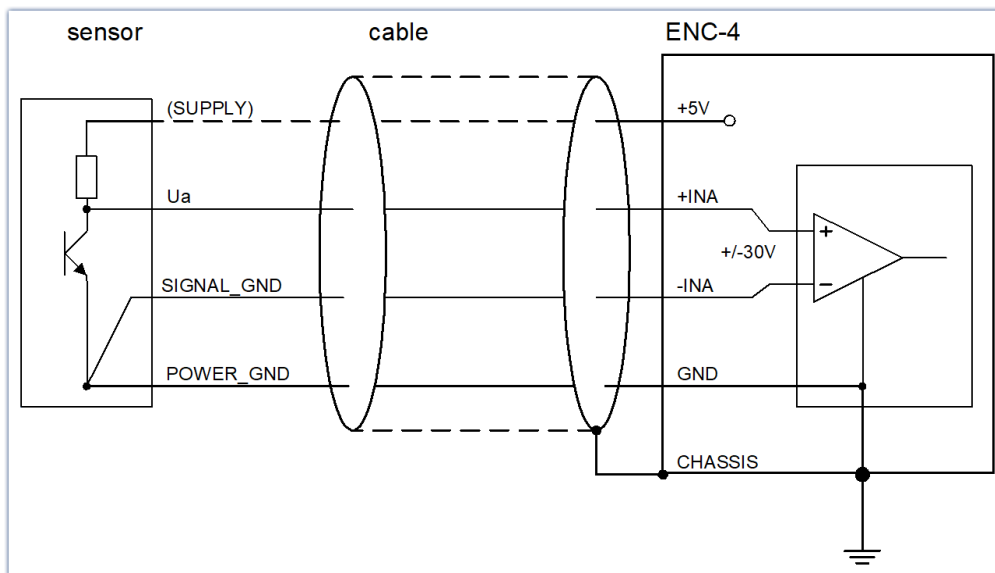 sensor
cable
ENC-4
(SUPPLY)
+5V
Ua
+INA
+
+/-30V
SIGNAL_GND
-INA
−
POWER_GND
GND
CHASSIS